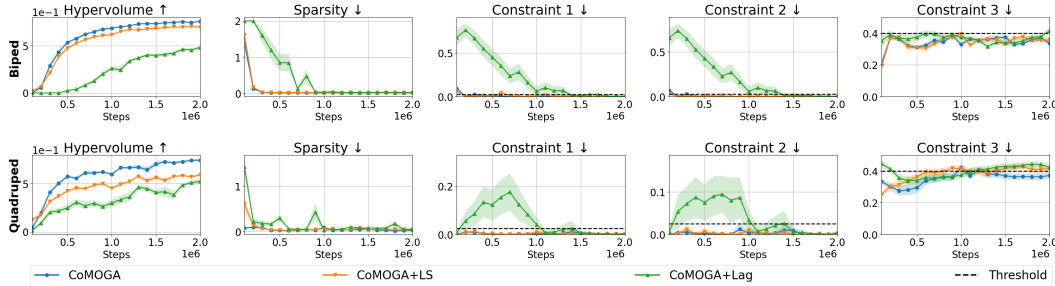 Hypervolume ↑ Sparsity ↓ Constraint 1 ↓ Constraint 2 ↓ Constraint 3 ↓
1e−1
Biped
5
0
0.5 1.0 1.5 2.0
Steps 1e6
2
1
0
0.5 1.0 1.5 2.0
Steps 1e6
0.5
0.0
0.5 1.0 1.5 2.0
Steps 1e6
0.5
0.0
0.5 1.0 1.5 2.0
Steps 1e6
0.4
0.2
0.0
0.5 1.0 1.5 2.0
Steps 1e6
Hypervolume ↑ Sparsity ↓ Constraint 1 ↓ Constraint 2 ↓ Constraint 3 ↓
1e−1
Quadruped
5
0
0.5 1.0 1.5 2.0
Steps 1e6
1
0
0.5 1.0 1.5 2.0
Steps 1e6
0.2
0.0
0.5 1.0 1.5 2.0
Steps 1e6
0.1
0.0
0.5 1.0 1.5 2.0
Steps 1e6
0.4
0.2
0.0
0.5 1.0 1.5 2.0
Steps 1e6
CoMOGA CoMOGA+LS CoMOGA+Lag Threshold